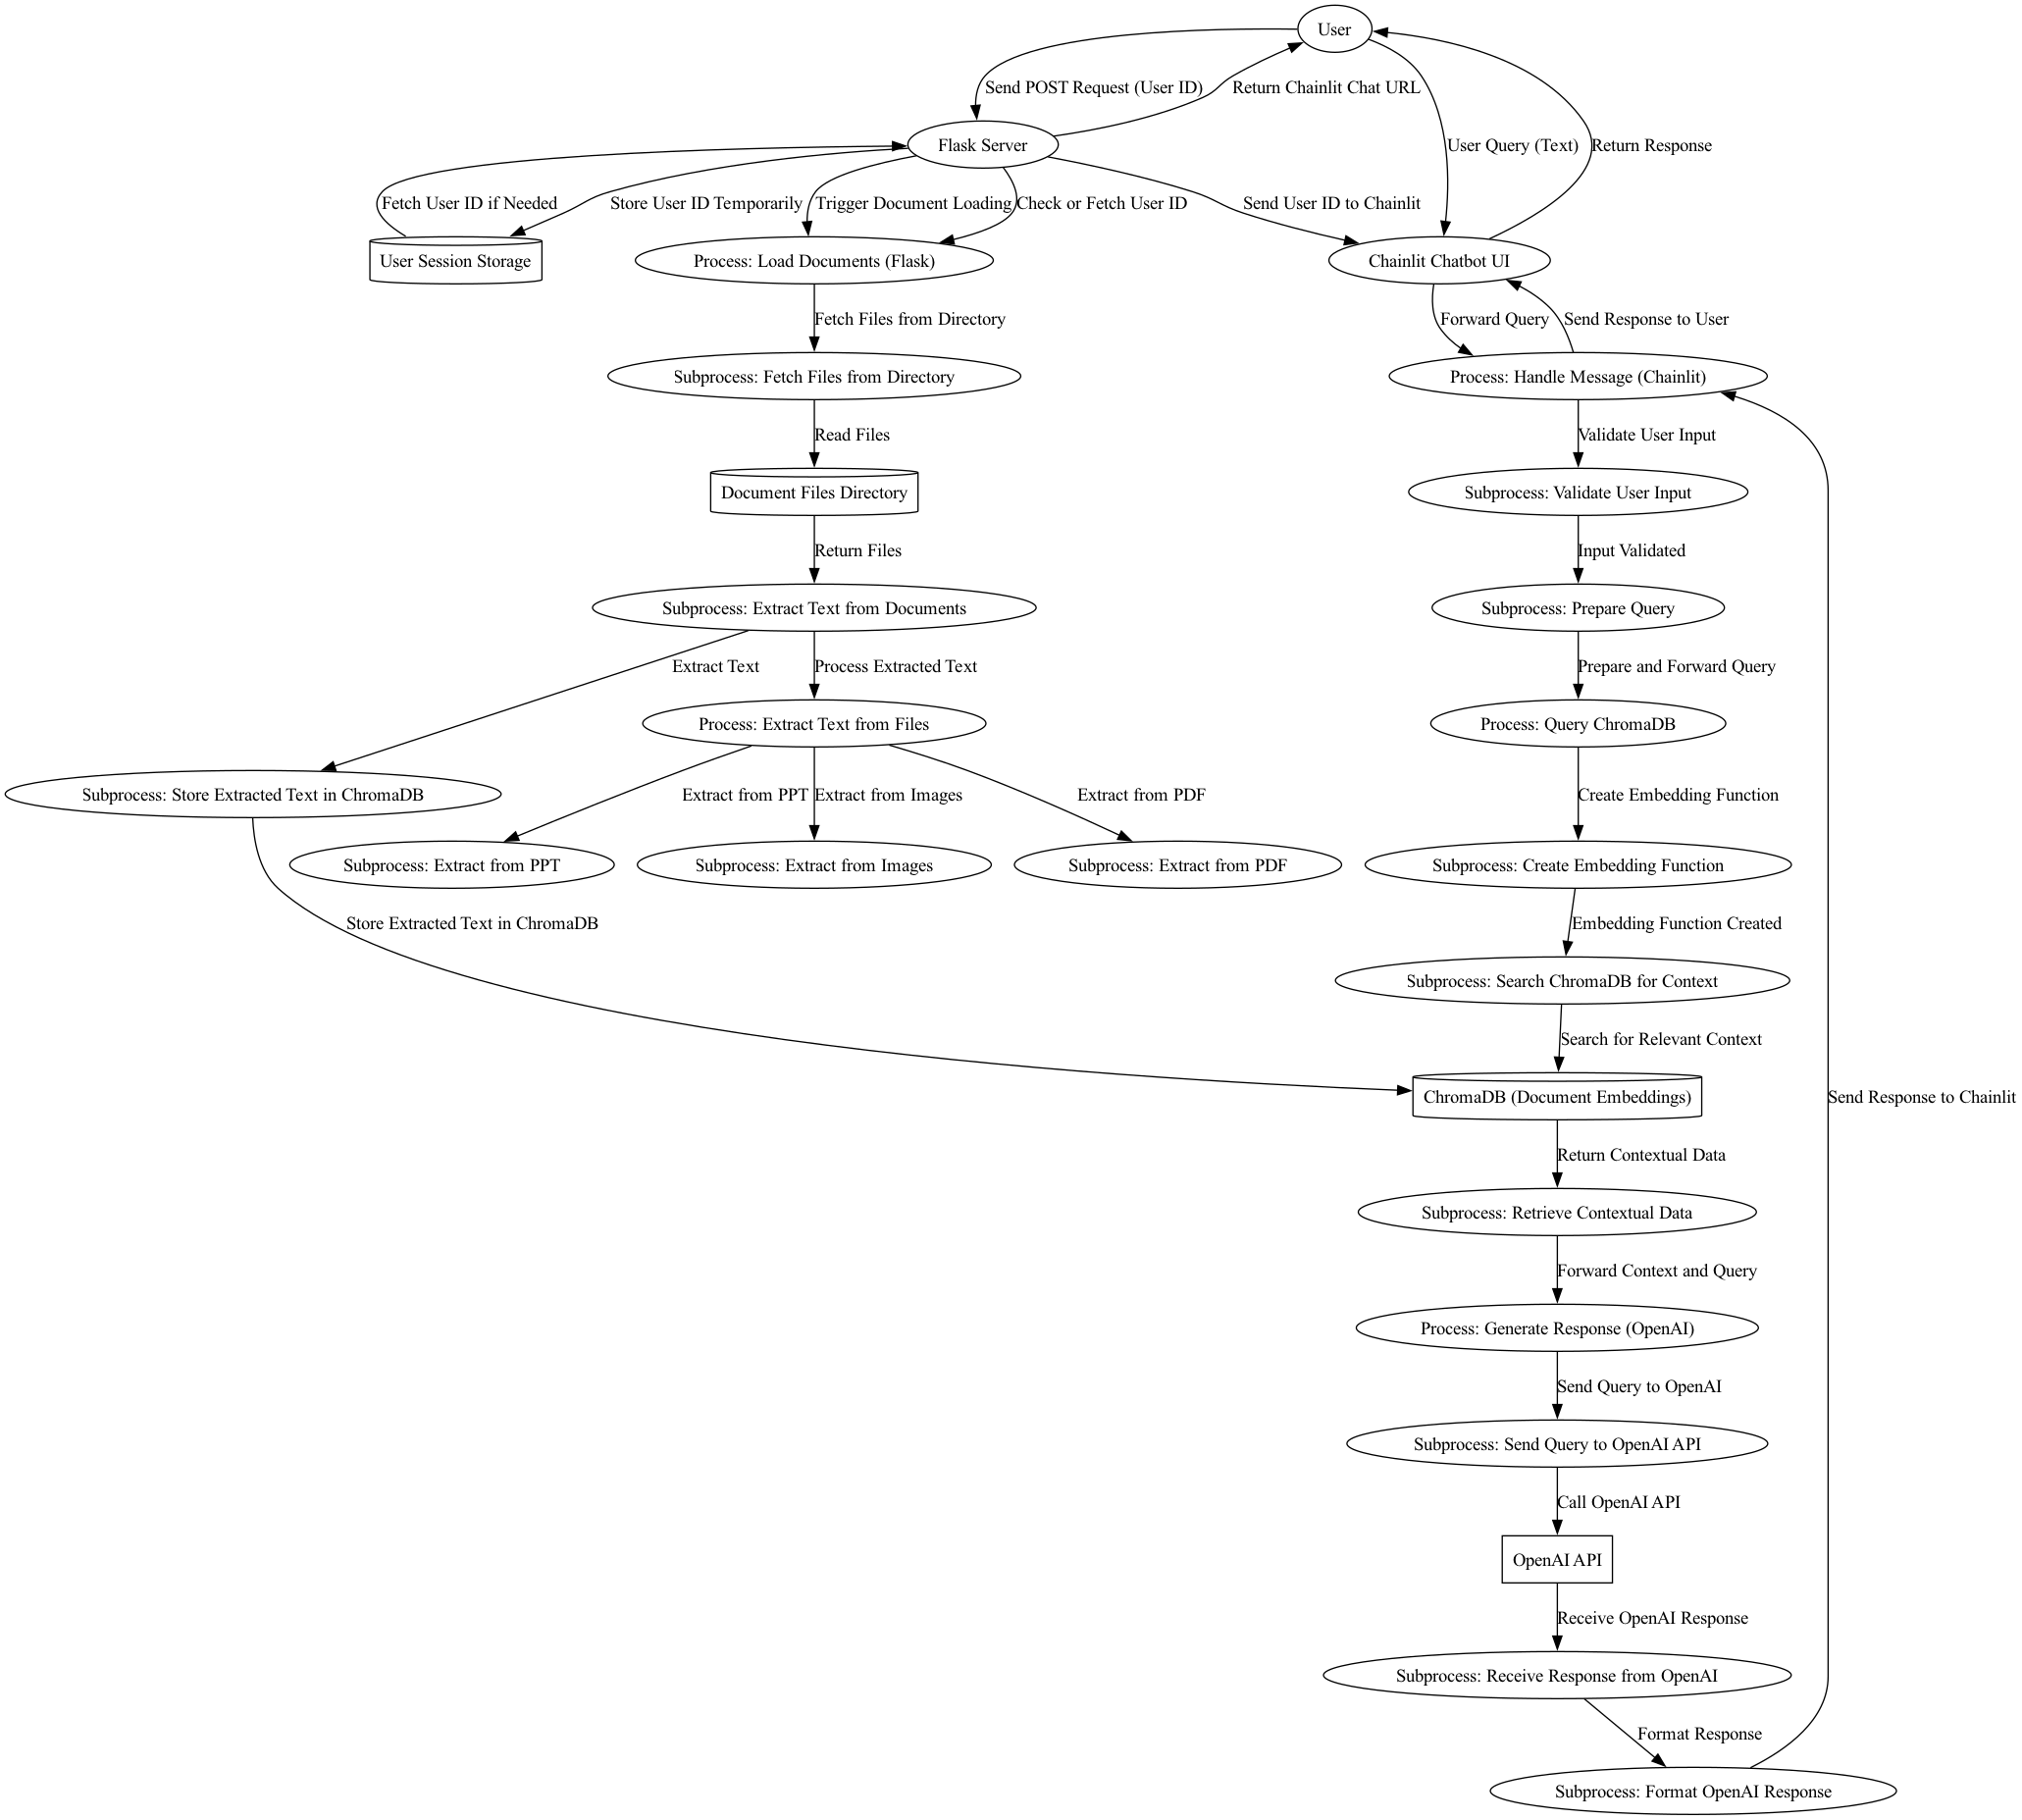 User
Send POST Request (User ID)
Return Chainlit Chat URL
Flask Server
User Query (Text)
Return Response
Fetch User ID if Needed
Store User ID Temporarily
Trigger Document Loading
Check or Fetch User ID
Send User ID to Chainlit
User Session Storage
Process: Load Documents (Flask)
Chainlit Chatbot UI
Fetch Files from Directory
Forward Query
Send Response to User
Subprocess: Fetch Files from Directory
Process: Handle Message (Chainlit)
Read Files
Validate User Input
Document Files Directory
Subprocess: Validate User Input
Return Files
Input Validated
Subprocess: Extract Text from Documents
Subprocess: Prepare Query
Extract Text
Process Extracted Text
Prepare and Forward Query
Process: Extract Text from Files
Process: Query ChromaDB
Subprocess: Store Extracted Text in ChromaDB
Extract from PPT
Extract from Images
Extract from PDF
Create Embedding Function
Subprocess: Extract from PPT
Subprocess: Extract from Images
Subprocess: Extract from PDF
Subprocess: Create Embedding Function
Store Extracted Text in ChromaDB
Embedding Function Created
Subprocess: Search ChromaDB for Context
Search for Relevant Context
ChromaDB (Document Embeddings)
Send Response to Chainlit
Return Contextual Data
Subprocess: Retrieve Contextual Data
Forward Context and Query
Process: Generate Response (OpenAI)
Send Query to OpenAI
Subprocess: Send Query to OpenAI API
Call OpenAI API
OpenAI API
Receive OpenAI Response
Subprocess: Receive Response from OpenAI
Format Response
Subprocess: Format OpenAI Response